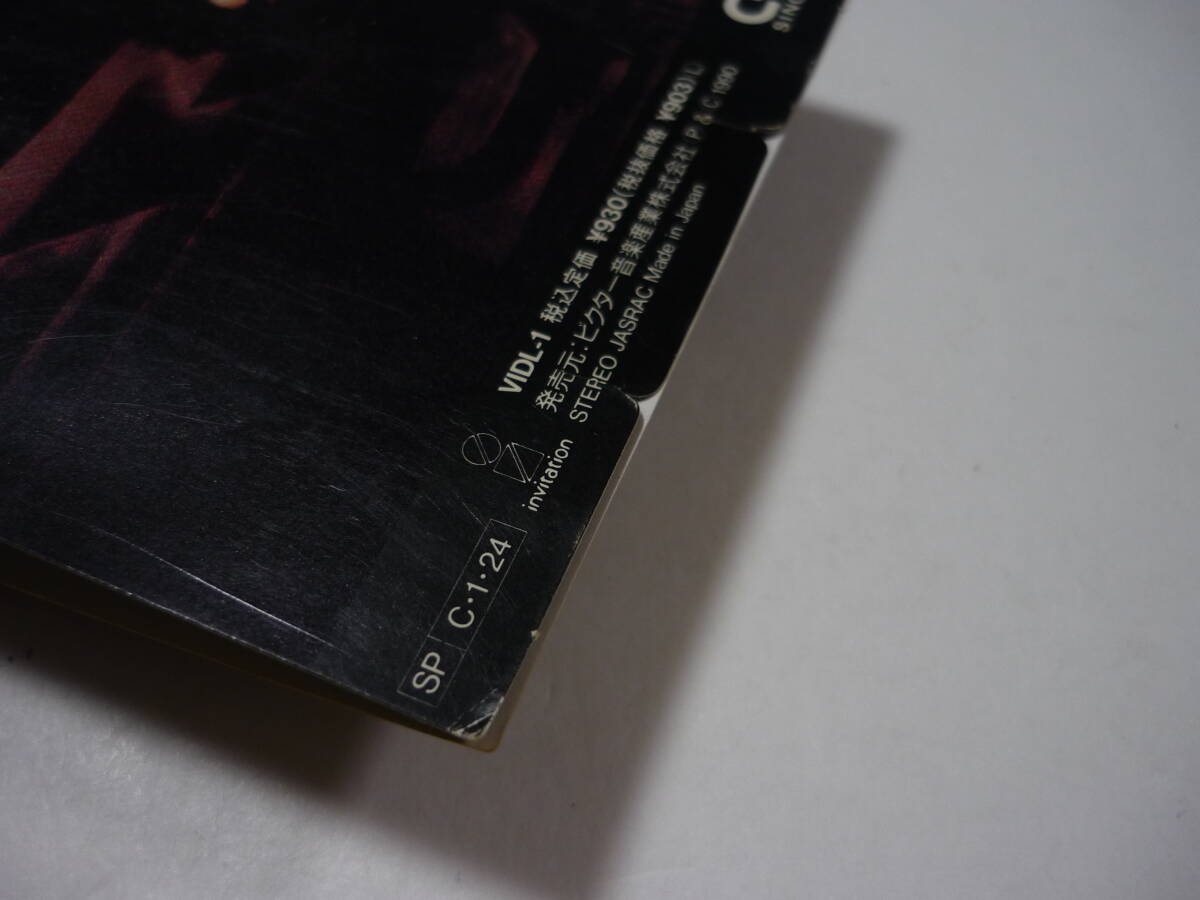 SING
VIDL-1 税込定価 ¥930(税抜価格 ¥903)
発売元:ビクター音楽産業株式会社 P & C 1990
STEREO JASRAC Made in Japan
invitation
SP C・1・24